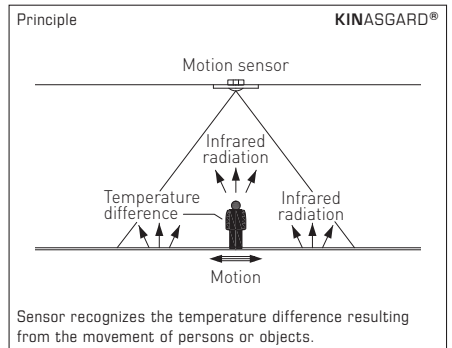 Principle KINASGARD®
Motion sensor
Infrared
radiation
Temperature
difference
Infrared
radiation
Motion
Sensor recognizes the temperature difference resulting
from the movement of persons or objects.